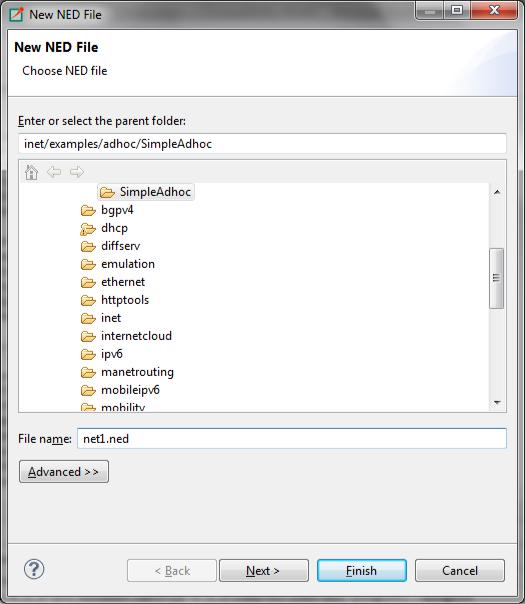 New NED File
New NED File
Choose NED file
Enter or select the parent folder:
inet/examples/adhoc/SimpleAdhoc
SimpleAdhoc
bgpv4
dhcp
diffserv
emulation
ethernet
httptools
inet
internetcloud
ipv6
manetrouting
mobileipv6
mobility
File name: net1.ned
Advanced >>
? < Back Next > Finish Cancel